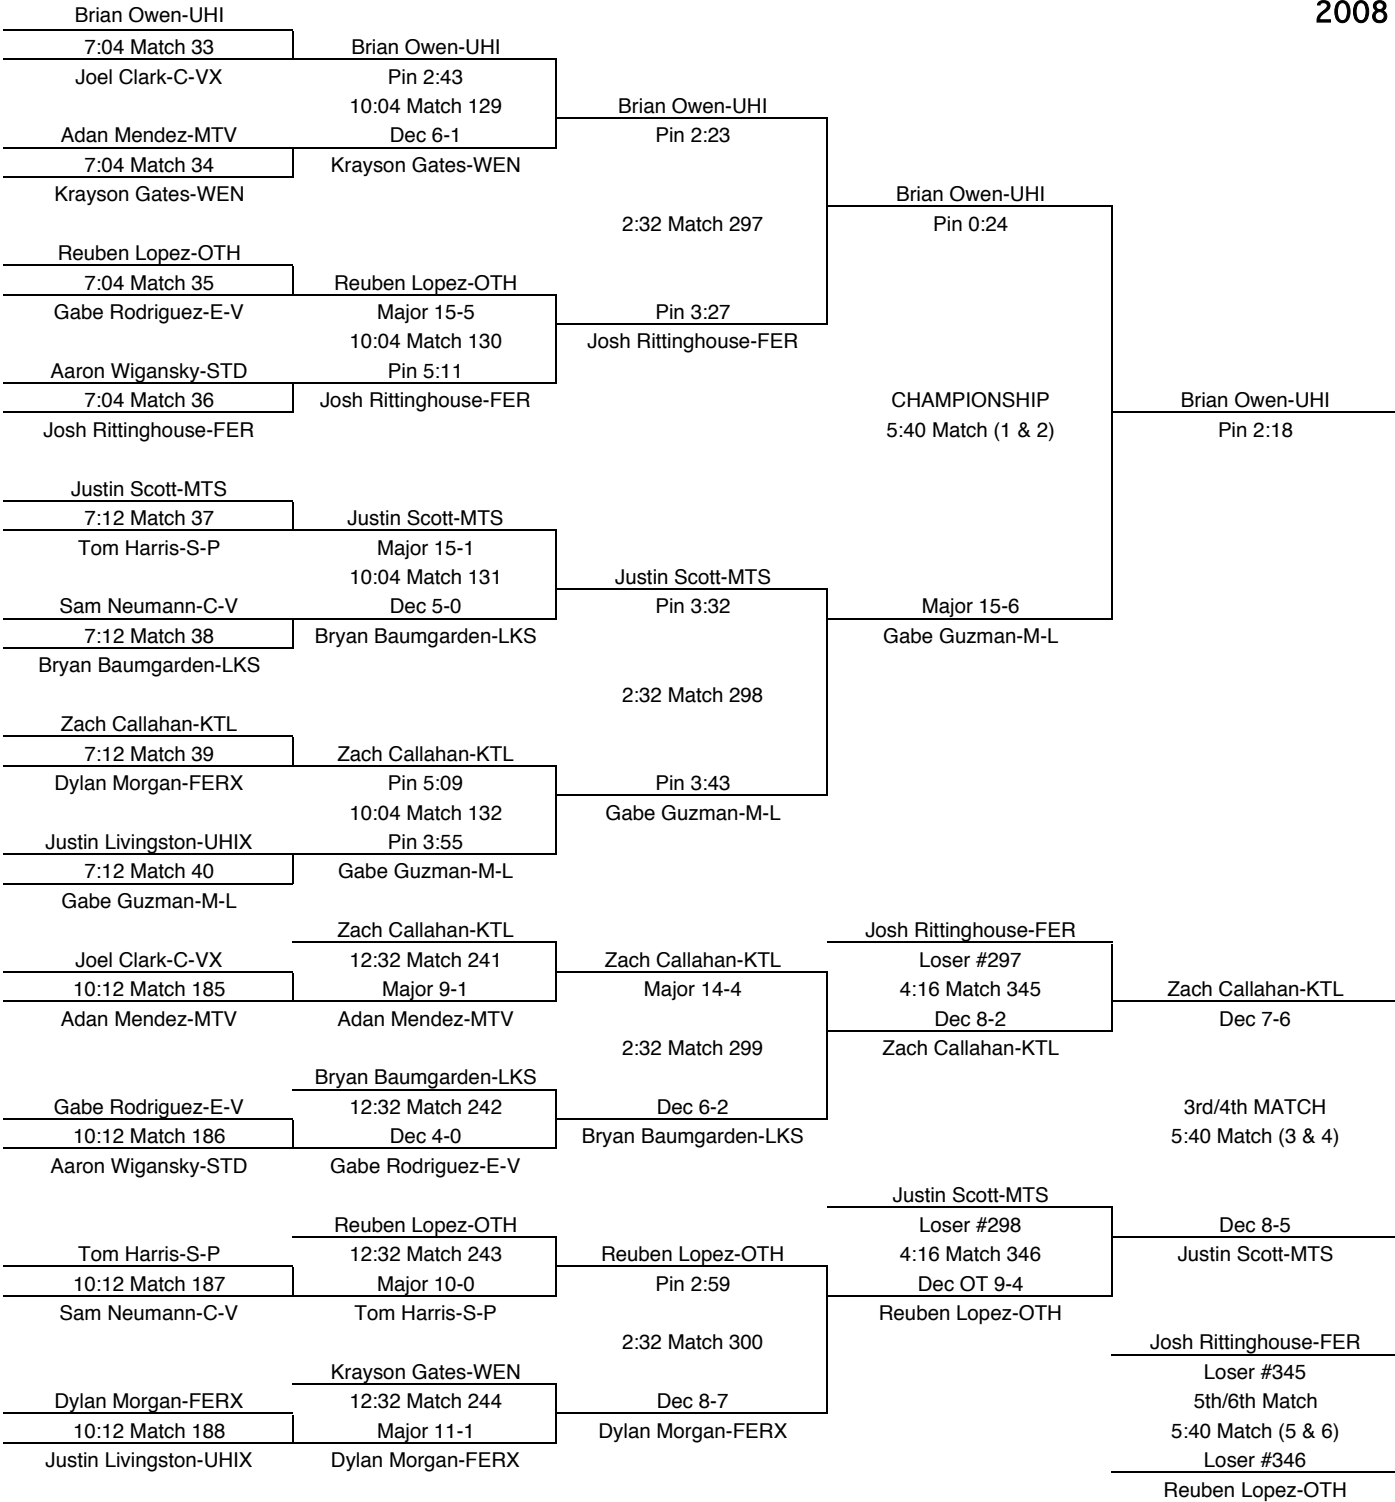 2008
Brian Owen-UHI
7:04 Match 33
Joel Clark-C-VX
Adan Mendez-MTV
7:04 Match 34
Krayson Gates-WEN
Reuben Lopez-OTH
7:04 Match 35
Gabe Rodriguez-E-V
Aaron Wigansky-STD
7:04 Match 36
Josh Rittinghouse-FER
Justin Scott-MTS
7:12 Match 37
Tom Harris-S-P
Sam Neumann-C-V
7:12 Match 38
Bryan Baumgarden-LKS
Zach Callahan-KTL
7:12 Match 39
Dylan Morgan-FERX
Justin Livingston-UHIX
7:12 Match 40
Gabe Guzman-M-L
Brian Owen-UHI
Pin 2:43
10:04 Match 129
Dec 6-1
Krayson Gates-WEN
Reuben Lopez-OTH
Major 15-5
10:04 Match 130
Pin 5:11
Josh Rittinghouse-FER
Justin Scott-MTS
Major 15-1
10:04 Match 131
Dec 5-0
Bryan Baumgarden-LKS
Zach Callahan-KTL
Pin 5:09
10:04 Match 132
Pin 3:55
Gabe Guzman-M-L
Brian Owen-UHI
Pin 2:23
2:32 Match 297
Pin 3:27
Josh Rittinghouse-FER
Justin Scott-MTS
Pin 3:32
2:32 Match 298
Pin 3:43
Gabe Guzman-M-L
Brian Owen-UHI
Pin 0:24
CHAMPIONSHIP
5:40 Match (1 & 2)
Major 15-6
Gabe Guzman-M-L
Brian Owen-UHI
Pin 2:18
Joel Clark-C-VX
10:12 Match 185
Adan Mendez-MTV
Gabe Rodriguez-E-V
10:12 Match 186
Aaron Wigansky-STD
Tom Harris-S-P
10:12 Match 187
Sam Neumann-C-V
Dylan Morgan-FERX
10:12 Match 188
Justin Livingston-UHIX
Zach Callahan-KTL
12:32 Match 241
Major 9-1
Adan Mendez-MTV
Bryan Baumgarden-LKS
12:32 Match 242
Dec 4-0
Gabe Rodriguez-E-V
Reuben Lopez-OTH
12:32 Match 243
Major 10-0
Tom Harris-S-P
Krayson Gates-WEN
12:32 Match 244
Major 11-1
Dylan Morgan-FERX
Zach Callahan-KTL
Major 14-4
2:32 Match 299
Dec 6-2
Bryan Baumgarden-LKS
Reuben Lopez-OTH
Pin 2:59
2:32 Match 300
Dec 8-7
Dylan Morgan-FERX
Josh Rittinghouse-FER
Loser #297
4:16 Match 345
Dec 8-2
Zach Callahan-KTL
Justin Scott-MTS
Loser #298
4:16 Match 346
Dec OT 9-4
Reuben Lopez-OTH
Zach Callahan-KTL
Dec 7-6
3rd/4th MATCH
5:40 Match (3 & 4)
Dec 8-5
Justin Scott-MTS
Josh Rittinghouse-FER
Loser #345
5th/6th Match
5:40 Match (5 & 6)
Loser #346
Reuben Lopez-OTH